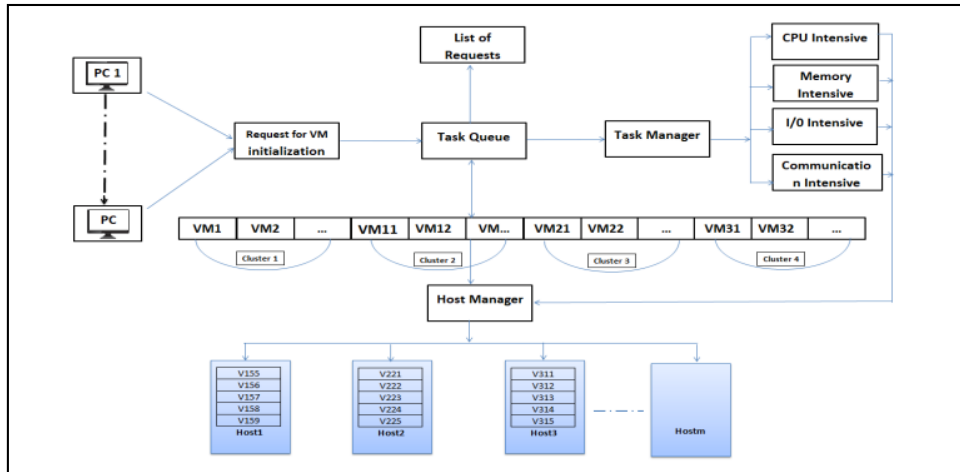 List of
Requests
CPU Intensive
PC 1
Memory
Intensive
Request for VM
initialization
Task Queue
Task Manager
I/0 Intensive
Communicatio
n Intensive
PC
VM1 VM2 ... VM11 VM12 VM... VM21 VM22 ... VM31 VM32 ...
Cluster 1 Cluster 2 Cluster 3 Cluster 4
Host Manager
V155
V156
V157
V158
V159
Host1
V221
V222
V223
V224
V225
Host2
V311
V312
V313
V314
V315
Host3
Hostm